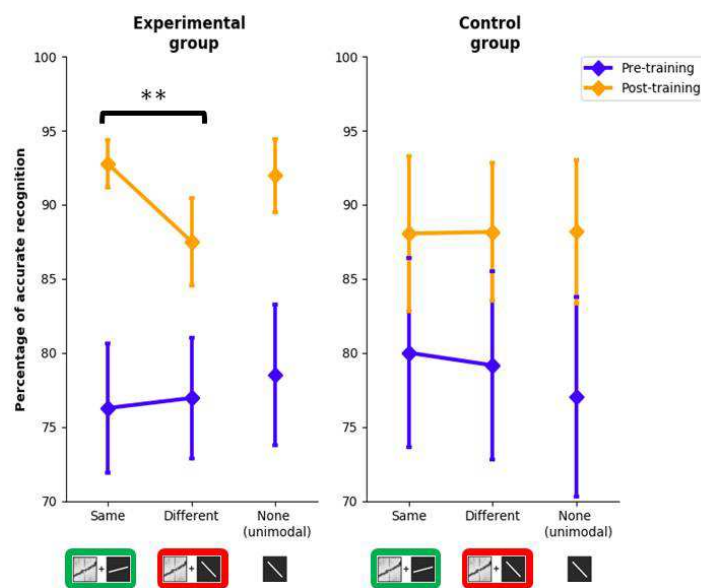 Experimental
group
Control
group
Pre-training
Post-training
**
Percentage of accurate recognition
100
95
90
85
80
75
70
100
95
90
85
80
75
70
Same
Different
None
(unimodal)
Same
Different
None
(unimodal)
+
+
+
+